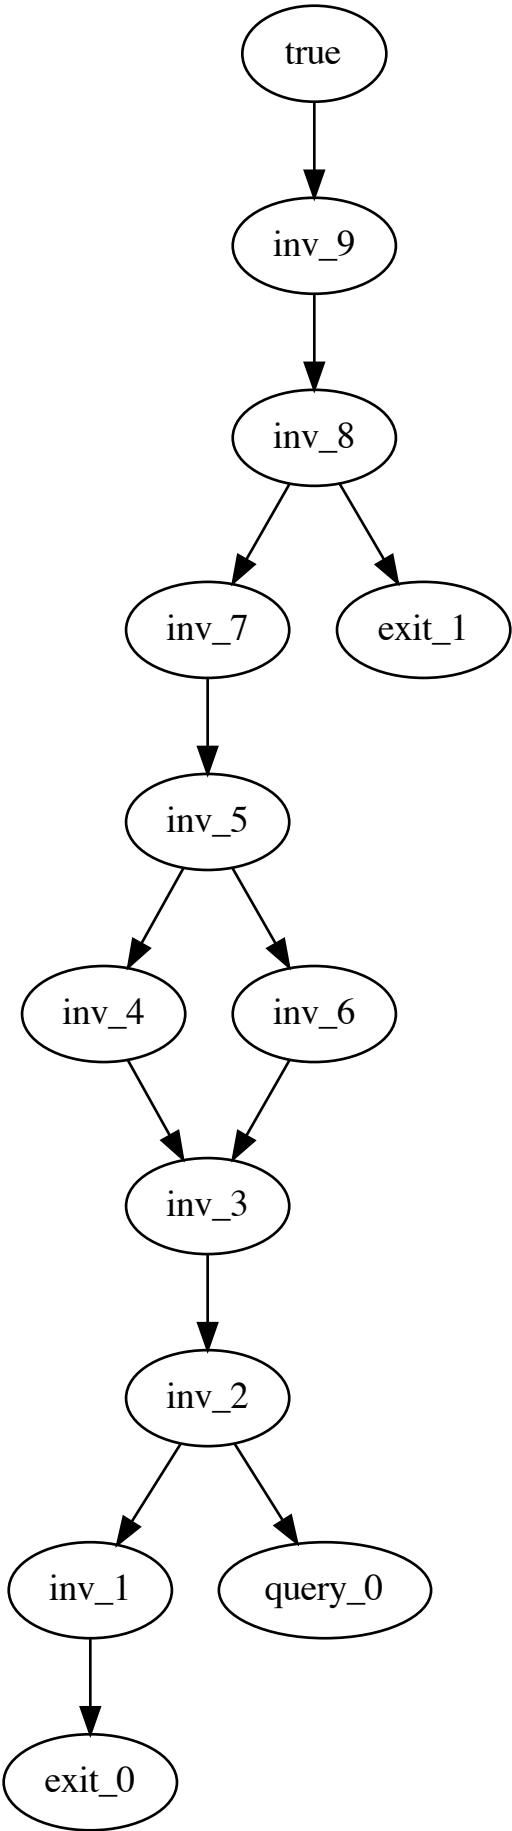 true
inv_9
inv_8
inv_7
exit_1
inv_5
inv_4
inv_6
inv_3
inv_2
inv_1
query_0
exit_0